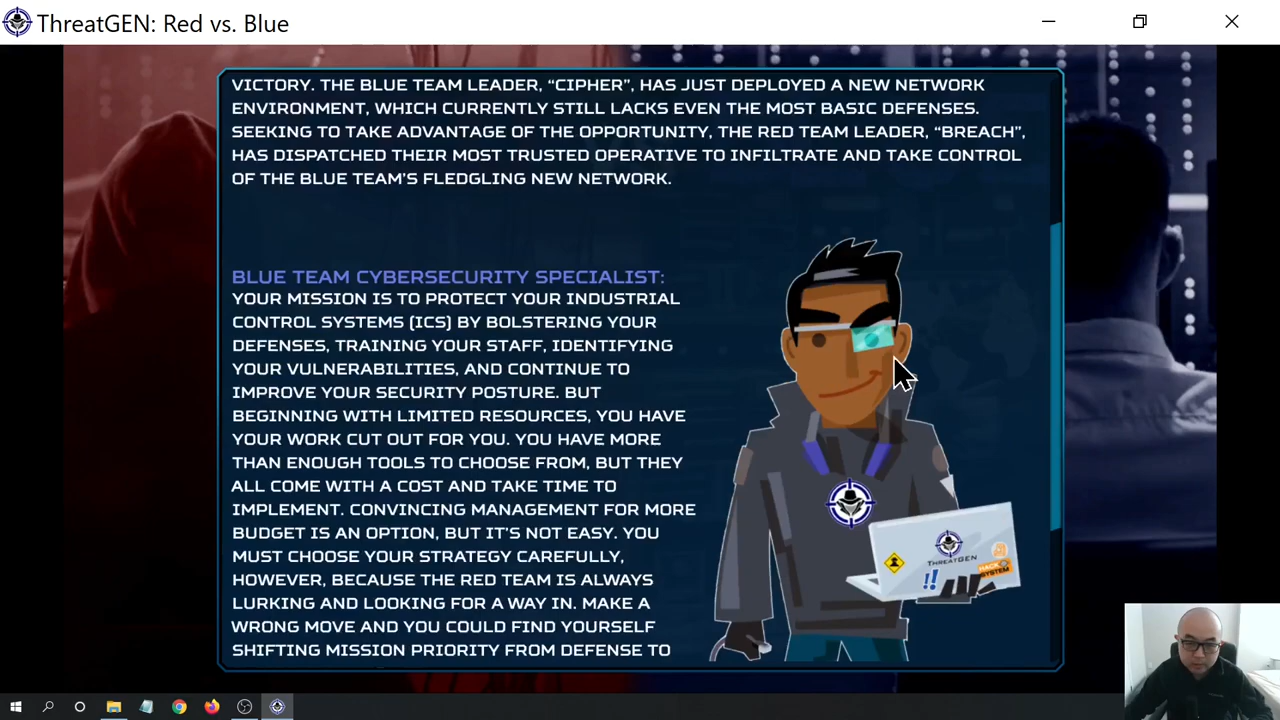 ThreatGEN: Red vs. Blue
VICTORY. THE BLUE TEAM LEADER, “CIPHER”, HAS JUST DEPLOYED A NEW NETWORK
ENVIRONMENT, WHICH CURRENTLY STILL LACKS EVEN THE MOST BASIC DEFENSES.
SEEKING TO TAKE ADVANTAGE OF THE OPPORTUNITY, THE RED TEAM LEADER, “BREACH”,
HAS DISPATCHED THEIR MOST TRUSTED OPERATIVE TO INFILTRATE AND TAKE CONTROL
OF THE BLUE TEAM’S FLEDGLING NEW NETWORK.
BLUE TEAM CYBERSECURITY SPECIALIST:
YOUR MISSION IS TO PROTECT YOUR INDUSTRIAL
CONTROL SYSTEMS (ICS) BY BOLSTERING YOUR
DEFENSES, TRAINING YOUR STAFF, IDENTIFYING
YOUR VULNERABILITIES, AND CONTINUE TO
IMPROVE YOUR SECURITY POSTURE. BUT
BEGINNING WITH LIMITED RESOURCES, YOU HAVE
YOUR WORK CUT OUT FOR YOU. YOU HAVE MORE
THAN ENOUGH TOOLS TO CHOOSE FROM, BUT THEY
ALL COME WITH A COST AND TAKE TIME TO
IMPLEMENT. CONVINCING MANAGEMENT FOR MORE
BUDGET IS AN OPTION, BUT IT’S NOT EASY. YOU
MUST CHOOSE YOUR STRATEGY CAREFULLY,
HOWEVER, BECAUSE THE RED TEAM IS ALWAYS
LURKING AND LOOKING FOR A WAY IN. MAKE A
WRONG MOVE AND YOU COULD FIND YOURSELF
SHIFTING MISSION PRIORITY FROM DEFENSE TO
THREATGEN
!!
HACK
SYSTEM